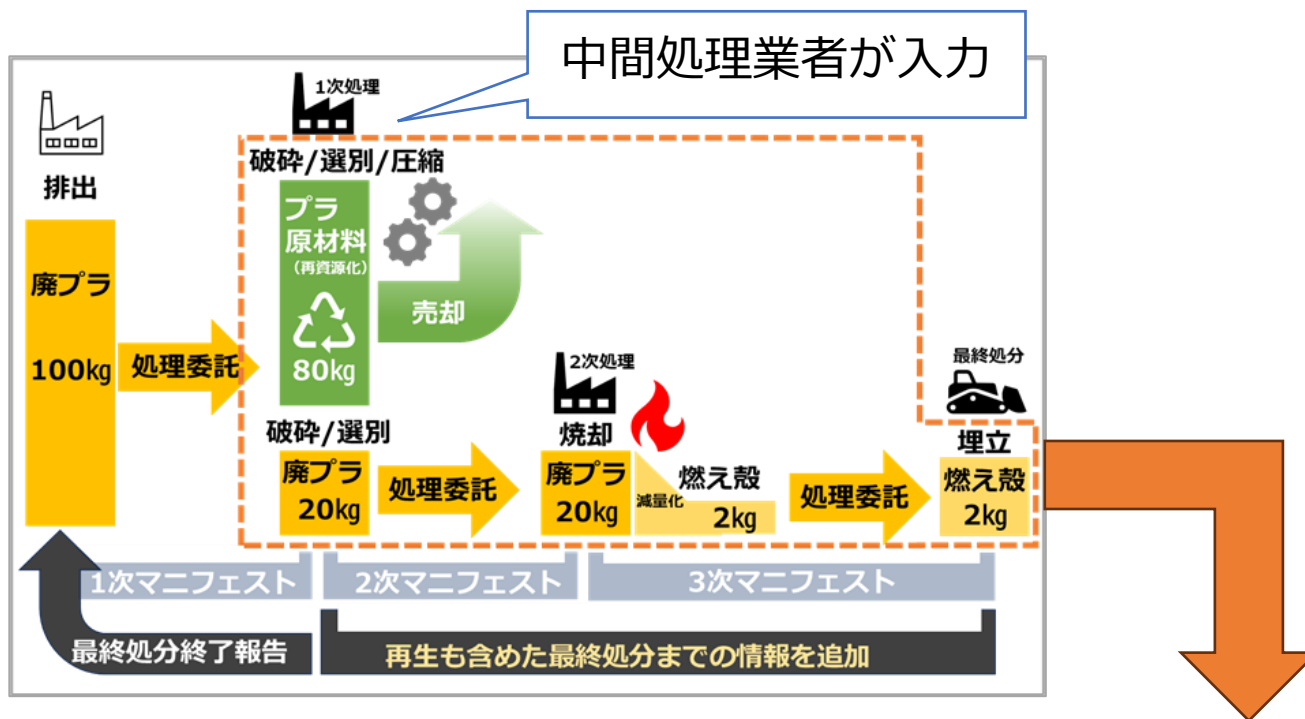 中間処理業者が入力
1次処理
排出
破砕/選別/圧縮
プラ
原材料
（再資源化）
80kg
売却
廃プラ
100kg
処理委託
破砕/選別
廃プラ
20kg
処理委託
2次処理
焼却
廃プラ
20kg
減量化
燃え殻
2kg
処理委託
最終処分
埋立
燃え殻
2kg
1次マニフェスト
2次マニフェスト
3次マニフェスト
最終処分終了報告
再生も含めた最終処分までの情報を追加